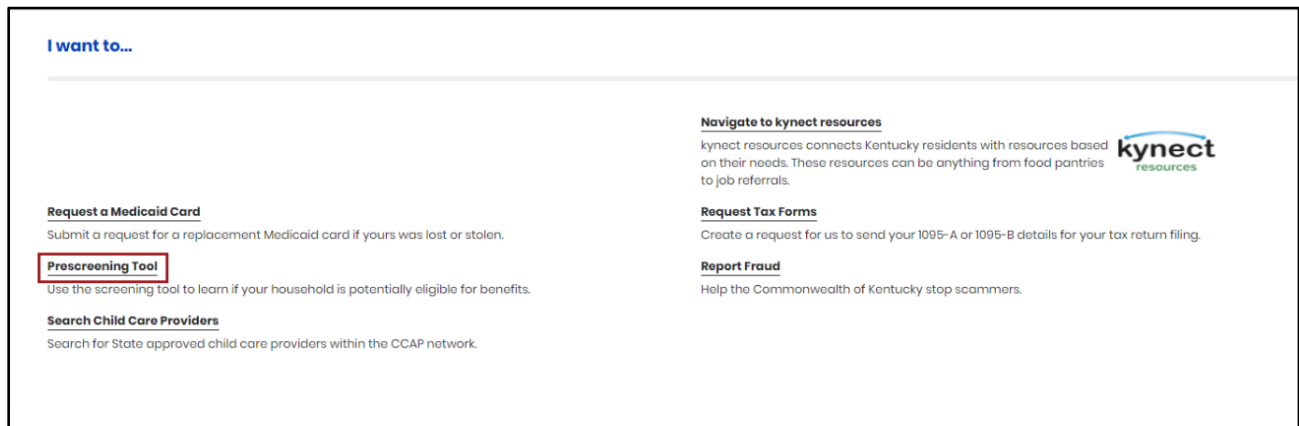 I want to...
Navigate to kynect resources
kynect resources connects Kentucky residents with resources based
on their needs. These resources can be anything from food pantries
to job referrals.
kynect
resources
Request a Medicaid Card
Submit a request for a replacement Medicaid card if yours was lost or stolen.
Request Tax Forms
Create a request for us to send your 1095-A or 1095-B details for your tax return filing.
Prescreening Tool
Use the screening tool to learn if your household is potentially eligible for benefits.
Report Fraud
Help the Commonwealth of Kentucky stop scammers.
Search Child Care Providers
Search for State approved child care providers within the CCAP network.